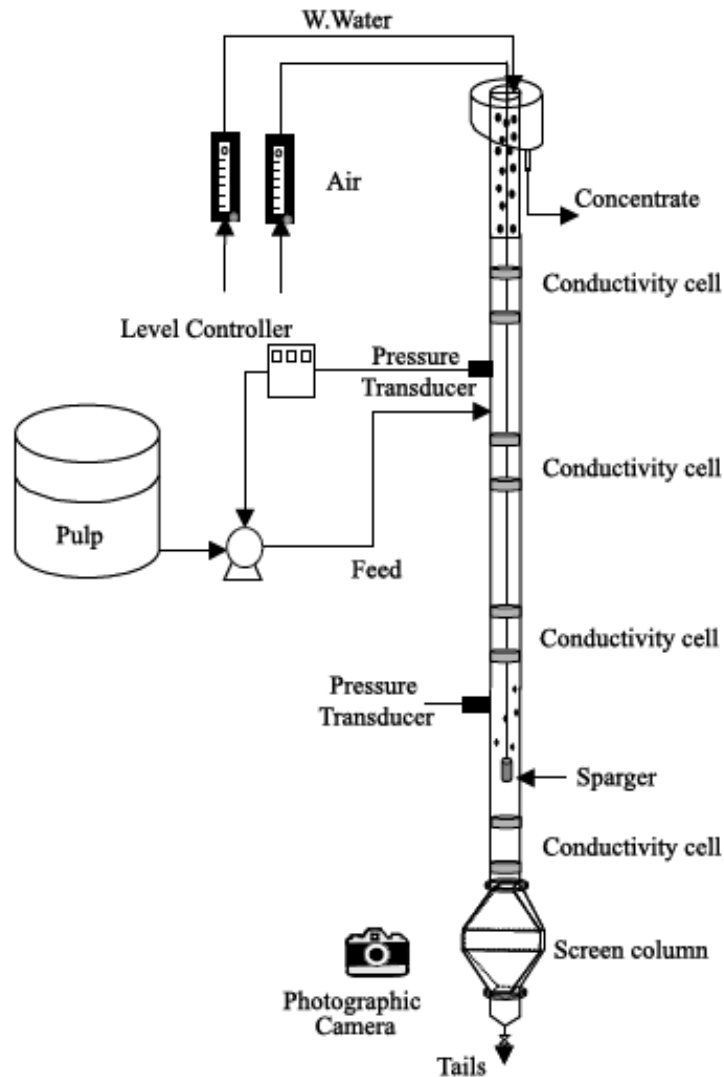 W.Water
Air
Concentrate
Conductivity cell
Level Controller
Pressure
Transducer
Conductivity cell
Pulp
Feed
Conductivity cell
Pressure
Transducer
Sparger
Conductivity cell
Screen column
Photographic
Camera
Tails